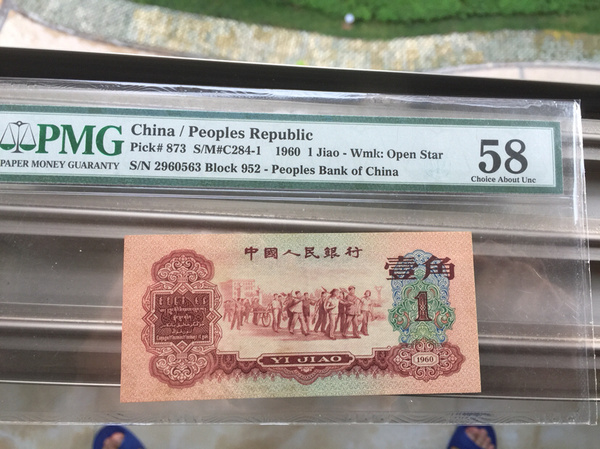 PMG
PAPER MONEY GUARANTY
China / Peoples Republic
Pick# 873 S/M#C284-1 1960 1 Jiao - Wmk: Open Star
S/N 2960563 Block 952 - Peoples Bank of China
58
Choice About Unc
中國人民銀行
壹角
1
YI JIAO
1960